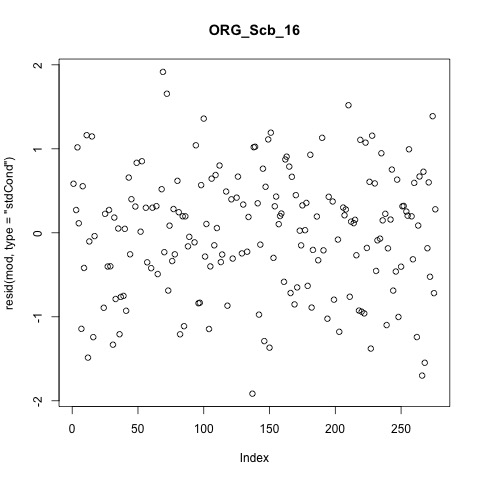 ORG_Scb_16
resid(mod, type = "stdCond")
2
1
0
-1
-2
0 50 100 150 200 250
Index